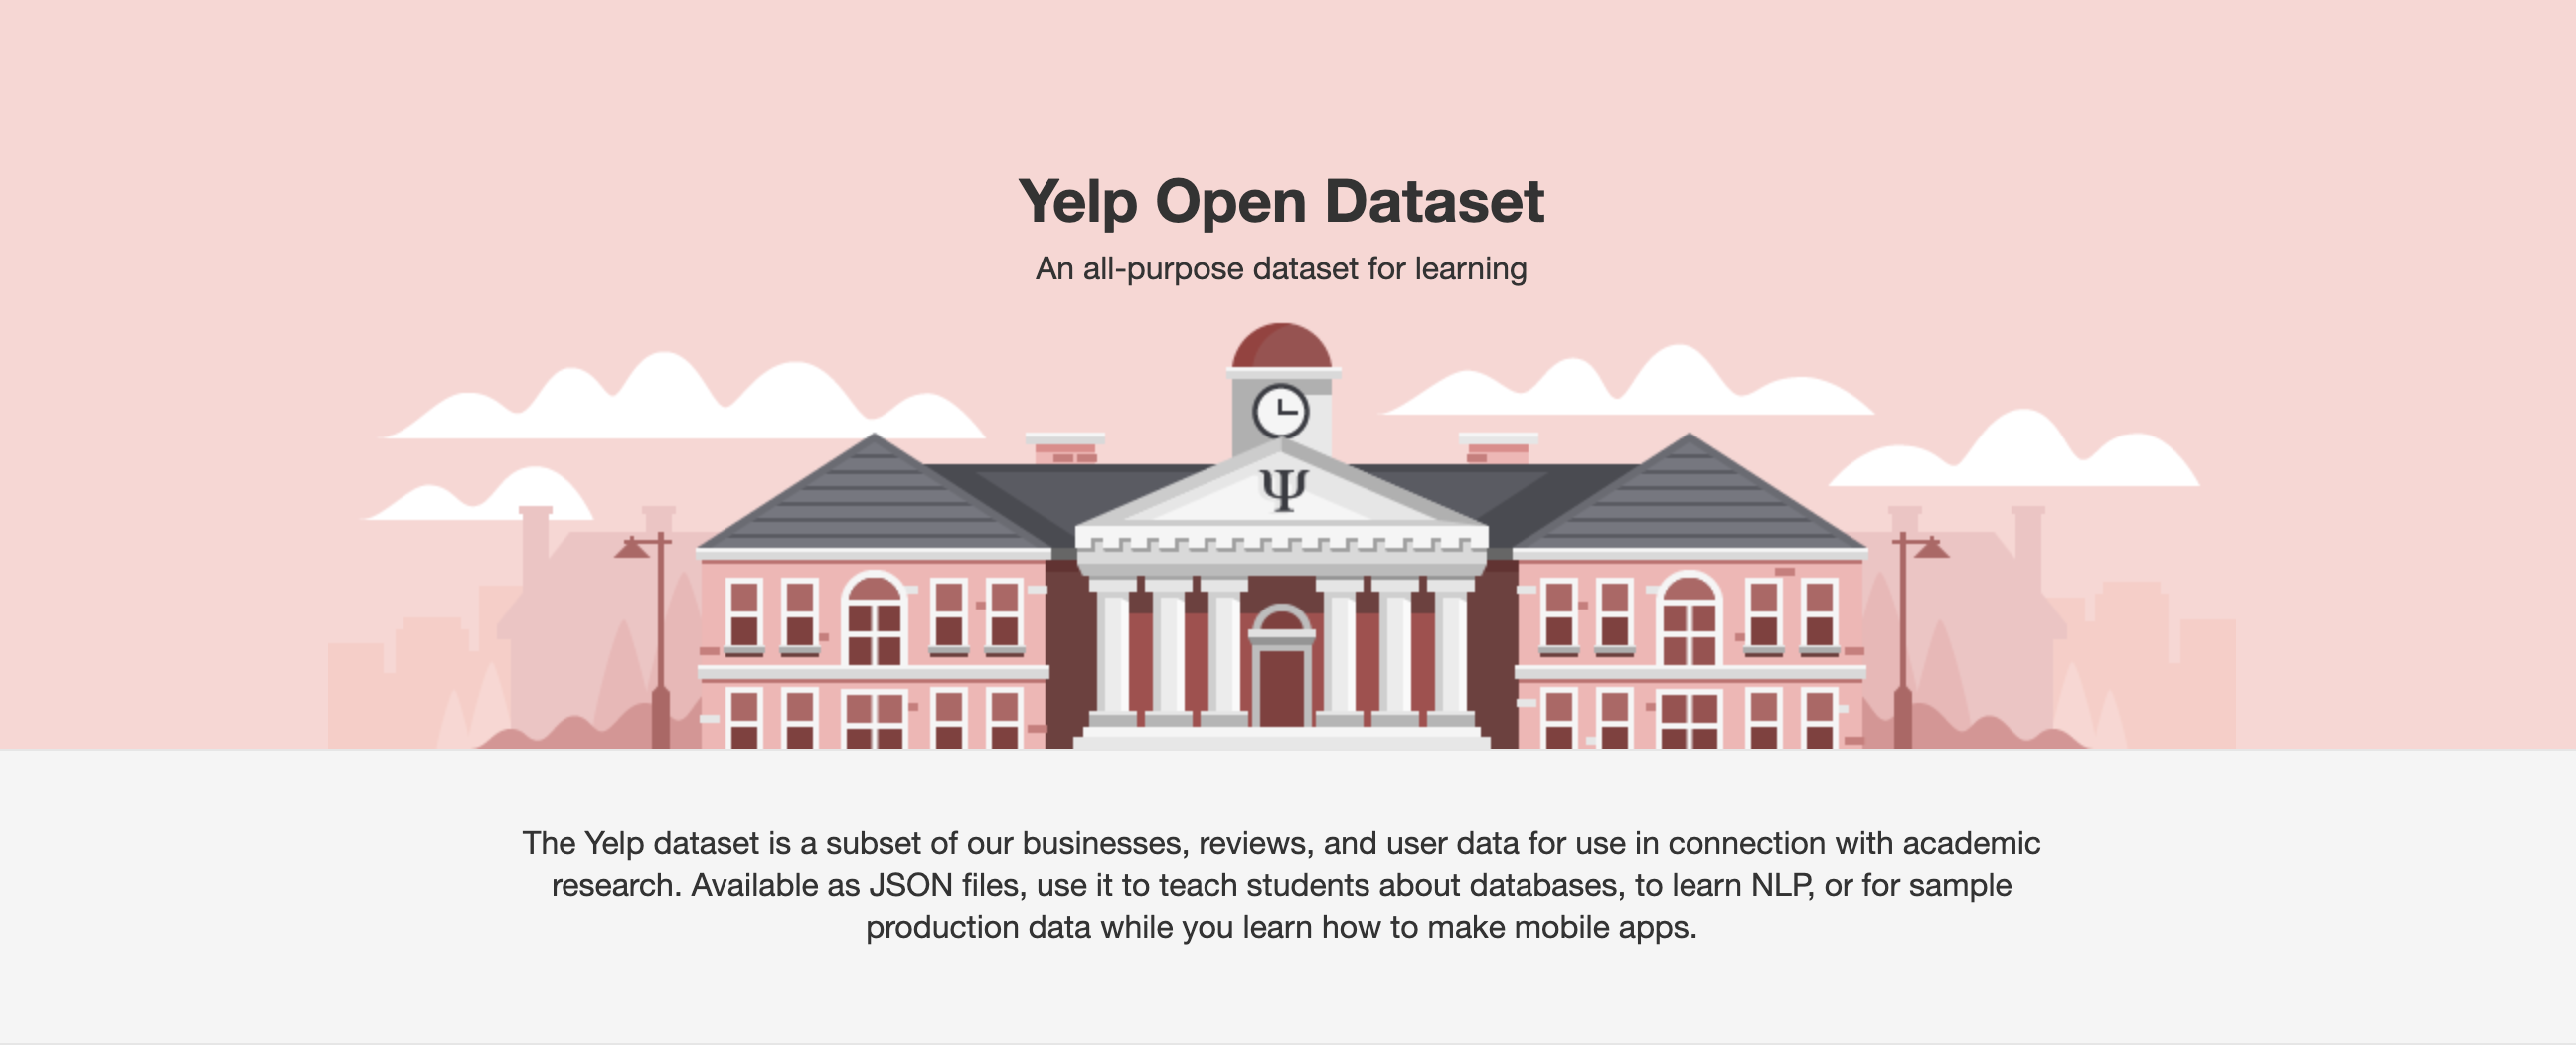 Yelp Open Dataset
An all-purpose dataset for learning
Ψ
The Yelp dataset is a subset of our businesses, reviews, and user data for use in connection with academic
research. Available as JSON files, use it to teach students about databases, to learn NLP, or for sample
production data while you learn how to make mobile apps.